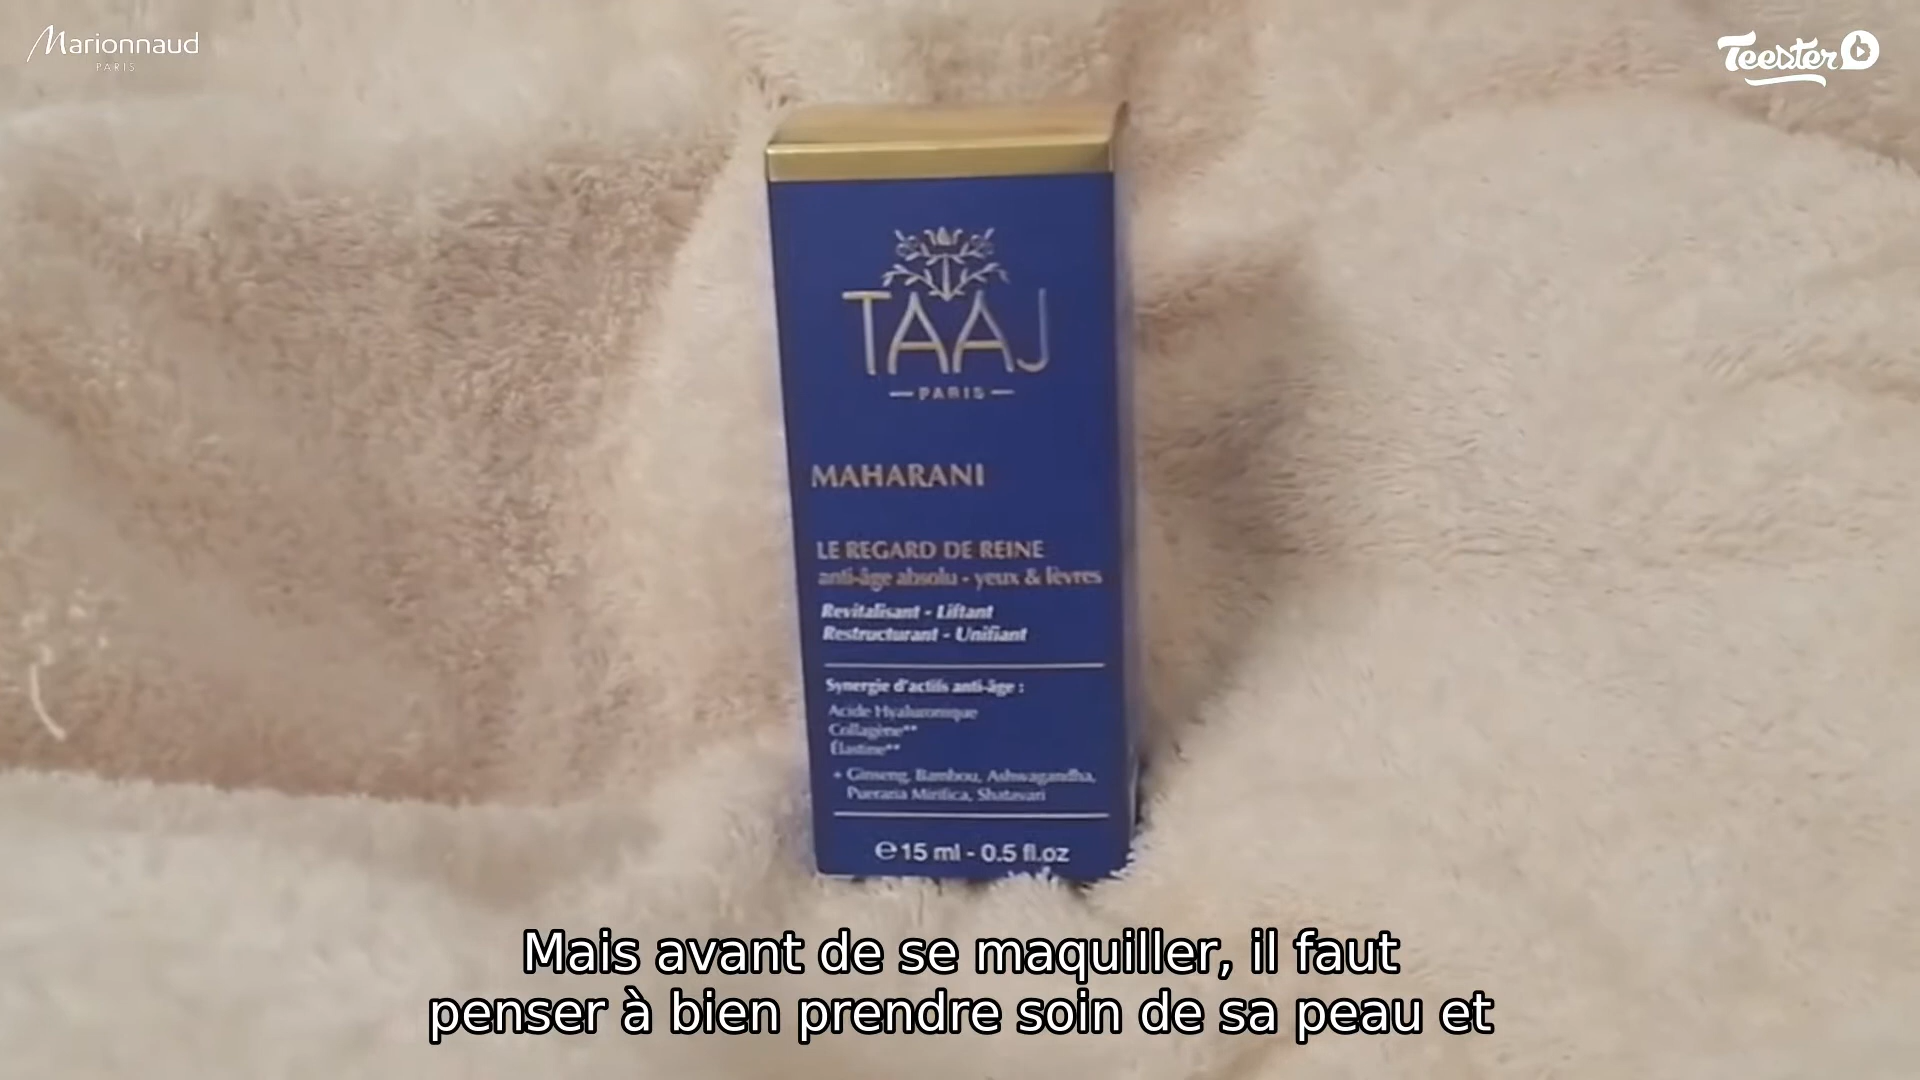 Marionnaud
PARIS
Teester
TAAJ
PARIS
MAHARANI
LE REGARD DE REINE
anti-âge absolu - yeux & lèvres
Revitalisant - Liftant
Restructurant - Unifiant
Synergie d'actifs anti-âge :
Acide Hyaluronique
Collagène**
Élastine**
+ Ginseng, Bambou, Ashwagandha,
Pueraria Mirifica, Shatavari
℮ 15 ml - 0.5 fl.oz
Mais avant de se maquiller, il faut
penser à bien prendre soin de sa peau et